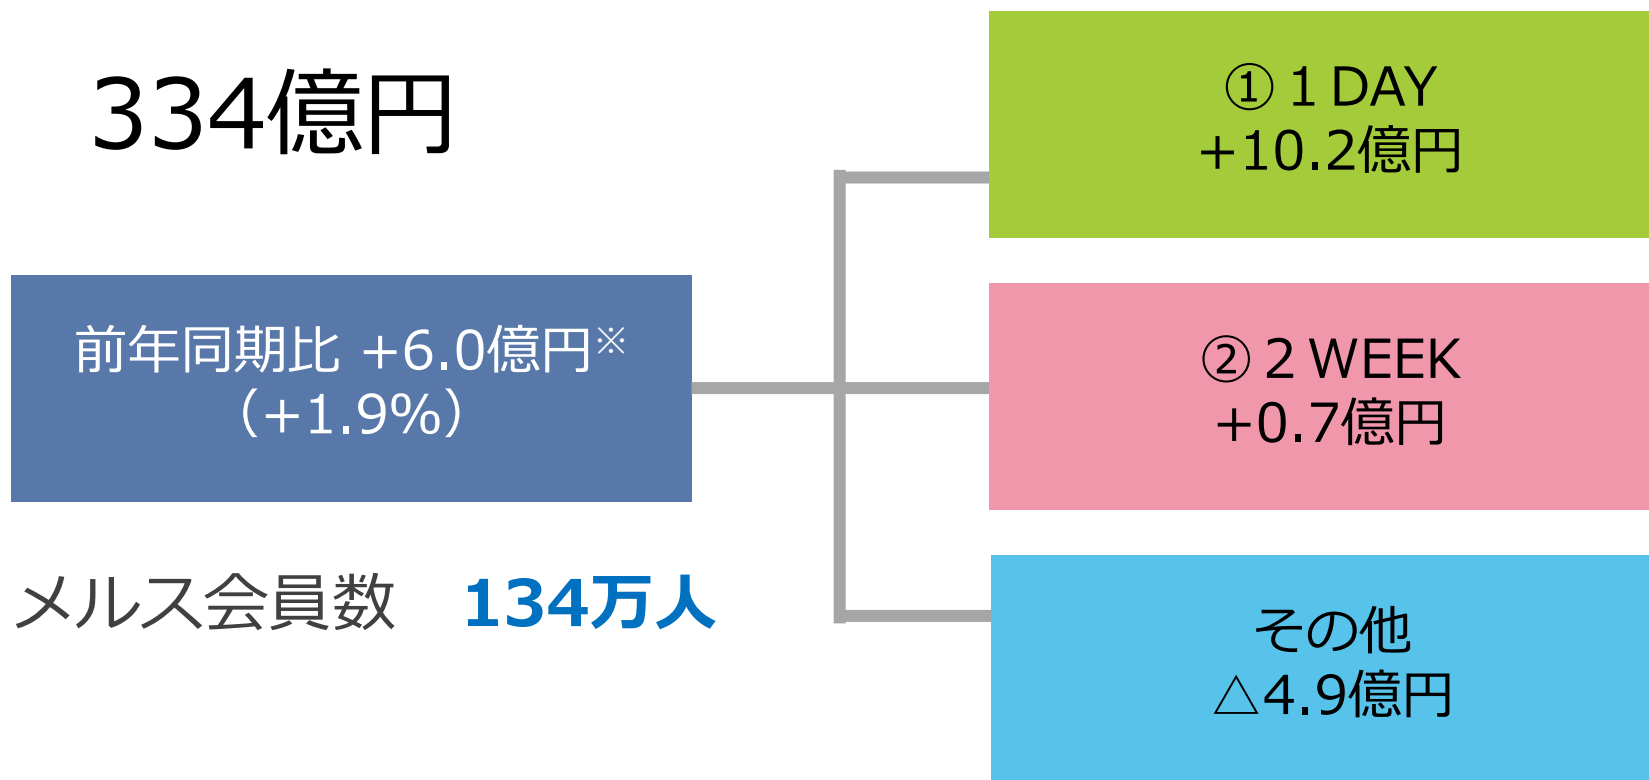 334億円
前年同期比 +6.0億円※
（+1.9%）
メルス会員数 134万人
① 1 DAY
+10.2億円
② 2 WEEK
+0.7億円
その他
△4.9億円